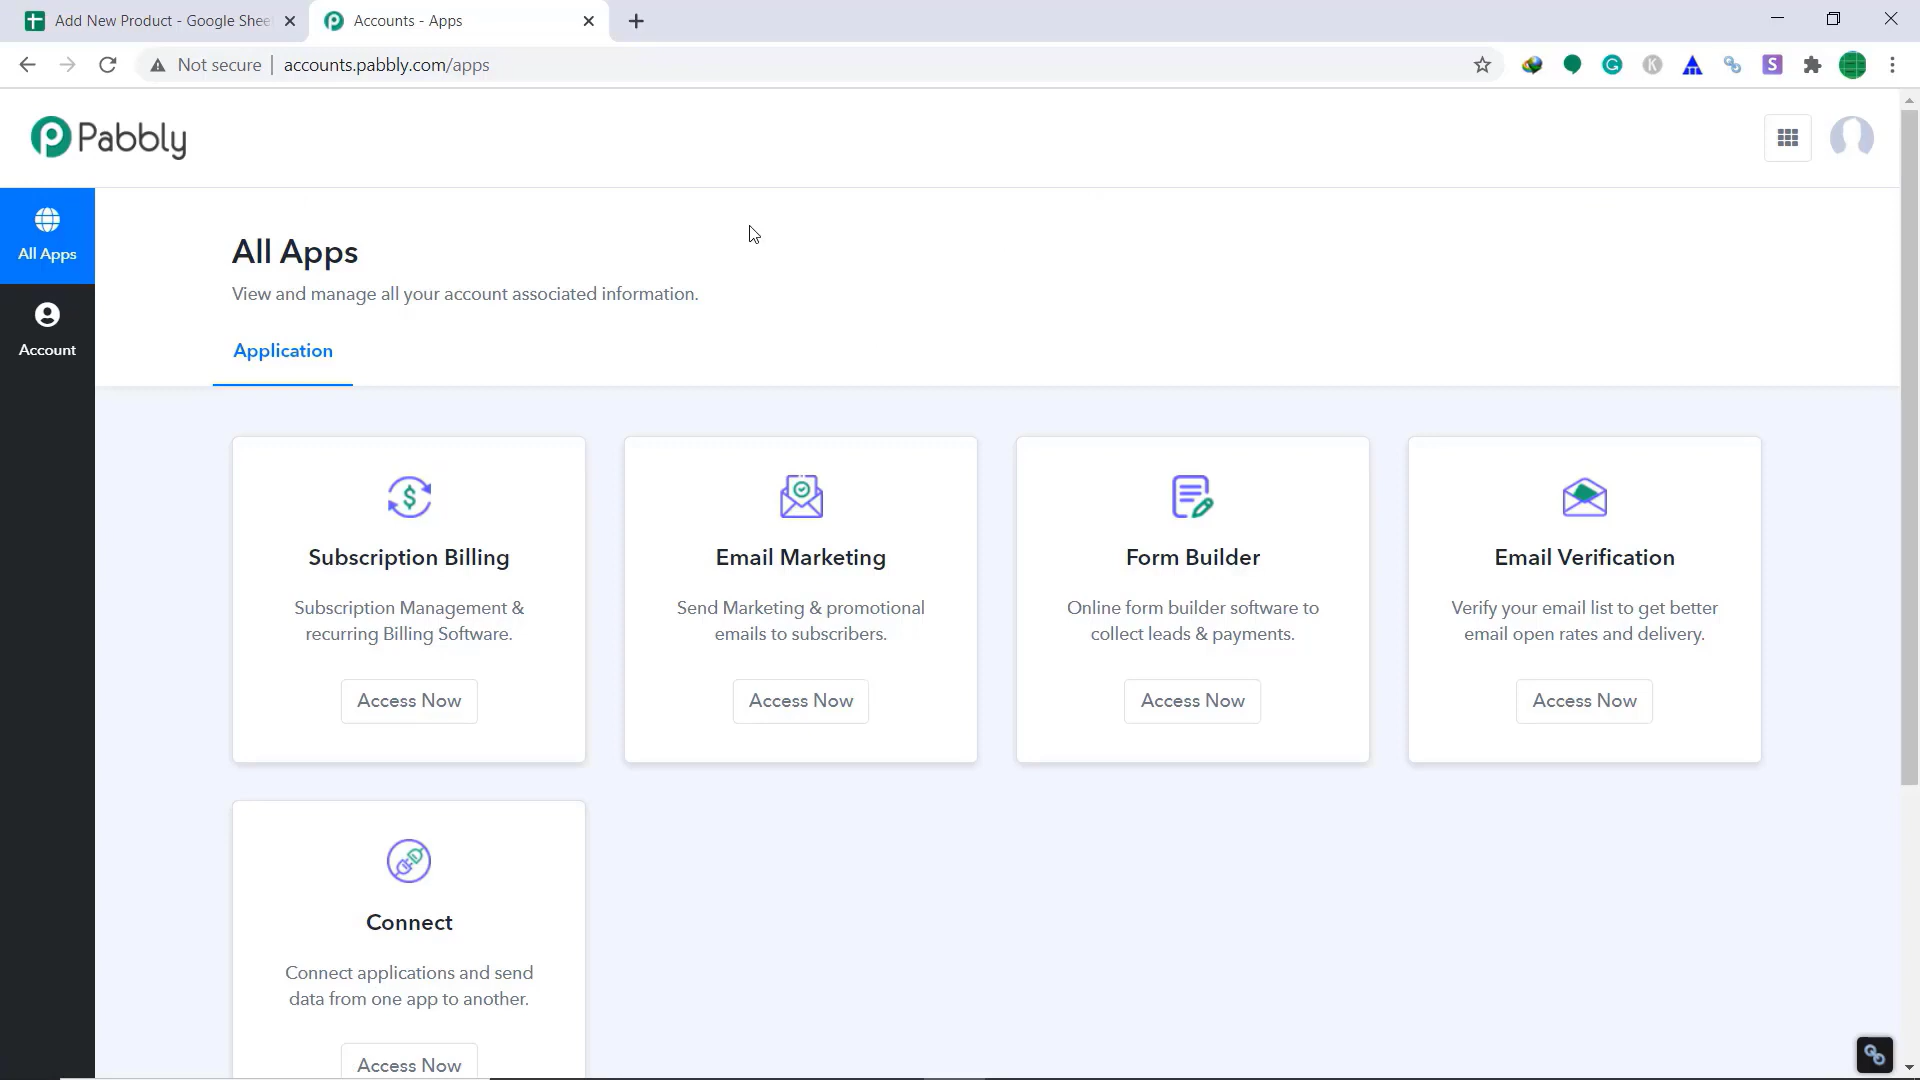 Add New Product - Google Shee
Accounts - Apps
Not secure
accounts.pabbly.com/apps
Pabbly
All Apps
Account
All Apps
View and manage all your account associated information.
Application
Subscription Billing
Subscription Management &
recurring Billing Software.
Access Now
Email Marketing
Send Marketing & promotional
emails to subscribers.
Access Now
Form Builder
Online form builder software to
collect leads & payments.
Access Now
Email Verification
Verify your email list to get better
email open rates and delivery.
Access Now
Connect
Connect applications and send
data from one app to another.
Access Now